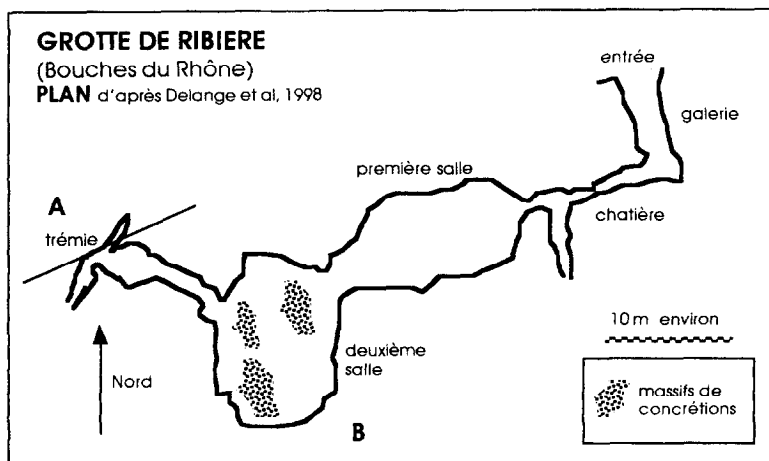 GROTTE DE RIBIERE
(Bouches du Rhône)
PLAN d'après Delange et al, 1998
entrée
galerie
première salle
chatière
A
trémie
10 m environ
deuxième
salle
Nord
massifs de
concrétions
B